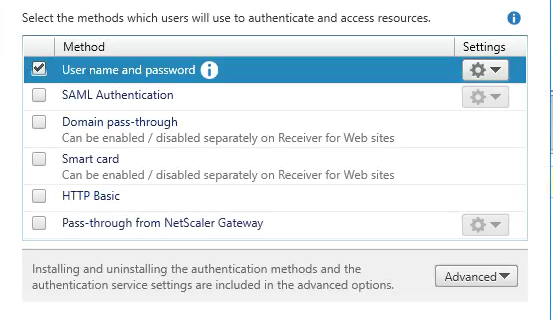 Select the methods which users will use to authenticate and access resources.
Method Settings
User name and password
SAML Authentication
Domain pass-through
Can be enabled / disabled separately on Receiver for Web sites
Smart card
Can be enabled / disabled separately on Receiver for Web sites
HTTP Basic
Pass-through from NetScaler Gateway
Installing and uninstalling the authentication methods and the
authentication service settings are included in the advanced options.
Advanced